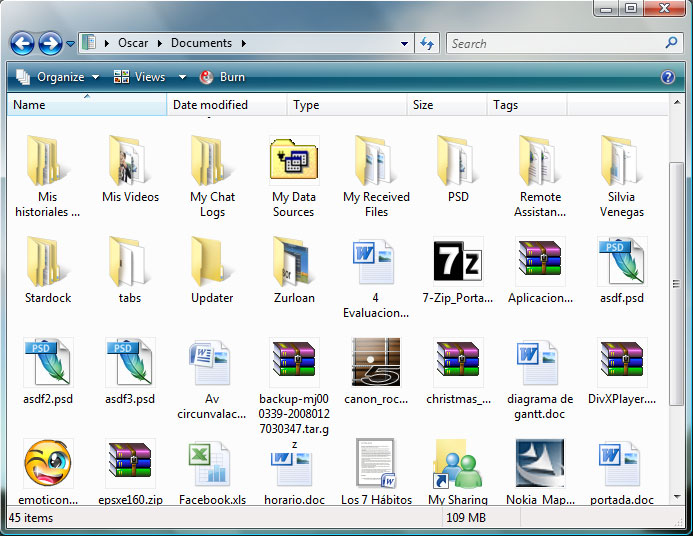 Oscar Documents Search
Organize Views Burn
Name Date modified Type Size Tags
Mis historiales ...
Mis Videos
My Chat Logs
My Data Sources
My Received Files
PSD
Remote Assistan...
Silvia Venegas
Stardock
tabs
Updater
Zurloan
4 Evaluacion...
7-Zip_Porta...
Aplicacion...
asdf.psd
asdf2.psd
asdf3.psd
Av circunvalac...
backup-mj000339-20080127030347.tar.gz
canon_roc...
christmas_...
diagrama de gantt.doc
DivXPlayer....
emoticon...
epsxe160.zip
Facebook.xls
horario.doc
Los 7 Hábitos
My Sharing
Nokia_Map...
portada.doc
45 items 109 MB